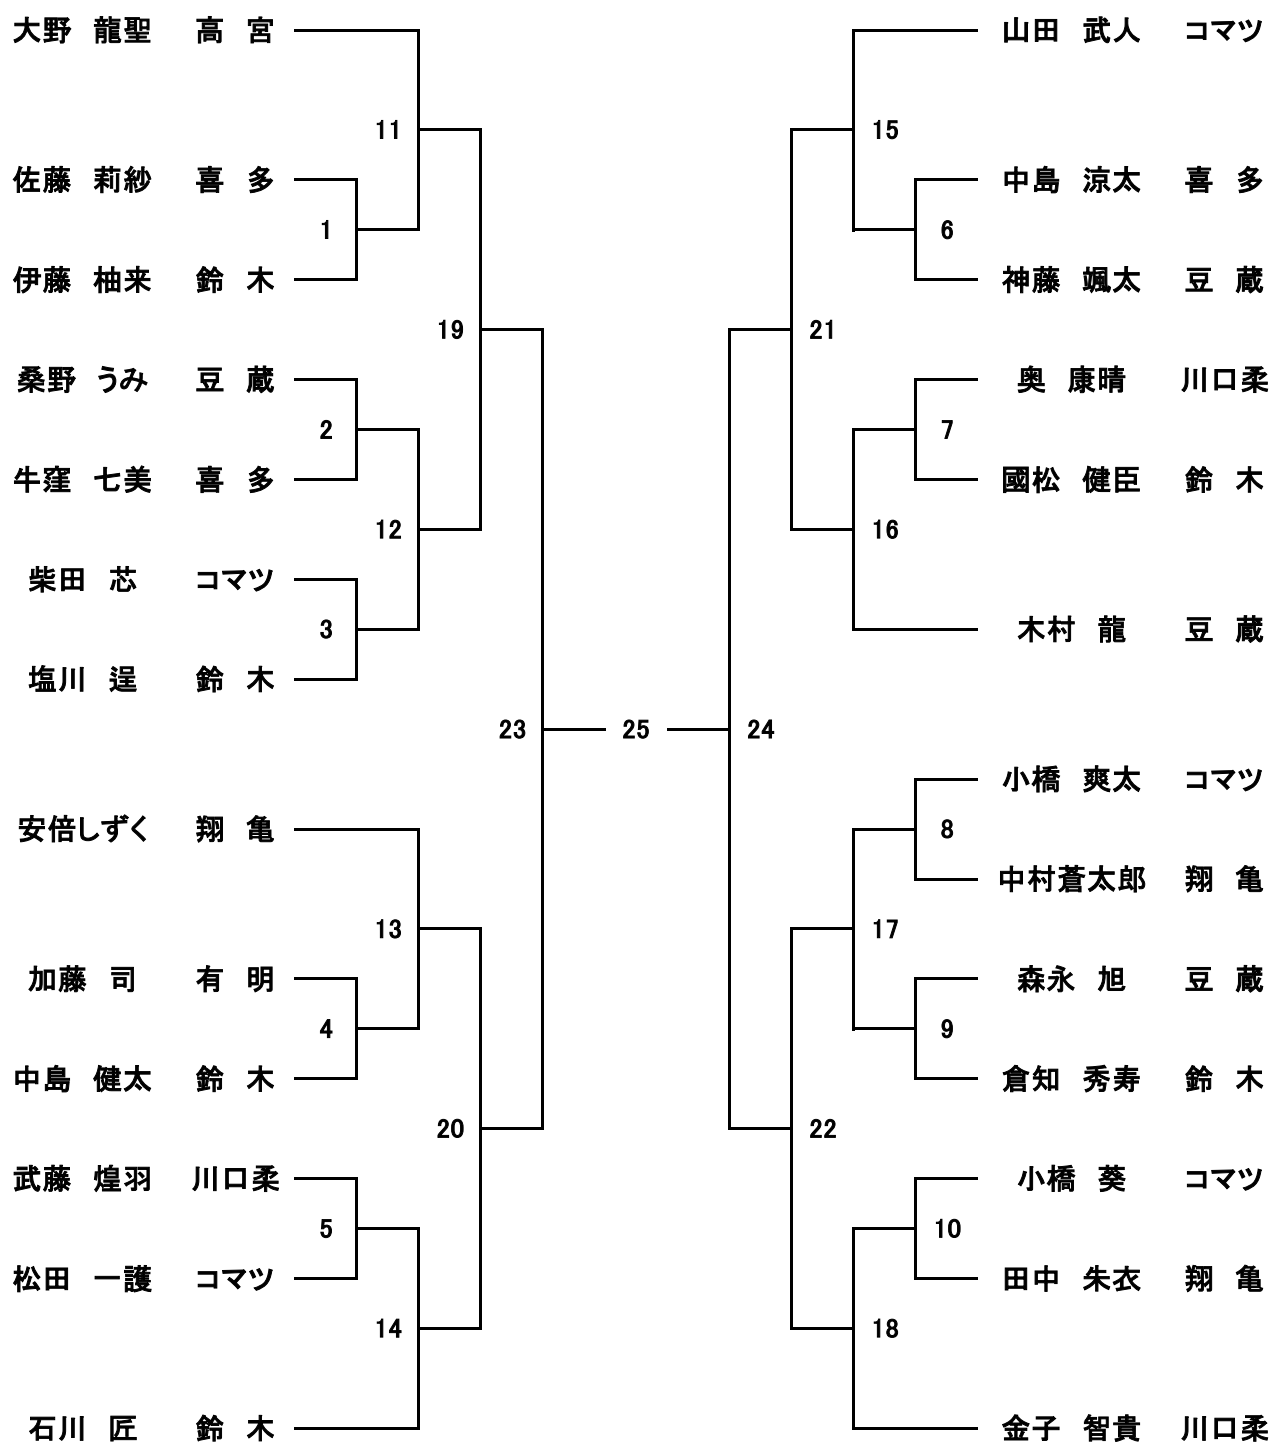 大野 龍聖 高 宮 山田 武人 コマツ
11 15
佐藤 莉紗 喜 多 中島 涼太 喜 多
1 6
伊藤 柚来 鈴 木 神藤 颯太 豆 蔵
19 21
桑野 うみ 豆 蔵 奥 康晴 川口柔
2 7
牛窪 七美 喜 多 國松 健臣 鈴 木
12 16
柴田 芯 コマツ
3 木村 龍 豆 蔵
塩川 逞 鈴 木
23 25 24
小橋 爽太 コマツ
安倍しずく 翔 亀 8
中村蒼太郎 翔 亀
13 17
加藤 司 有 明 森永 旭 豆 蔵
4 9
中島 健太 鈴 木 倉知 秀寿 鈴 木
20 22
武藤 煌羽 川口柔 小橋 葵 コマツ
5 10
松田 一護 コマツ 田中 朱衣 翔 亀
14 18
石川 匠 鈴 木 金子 智貴 川口柔